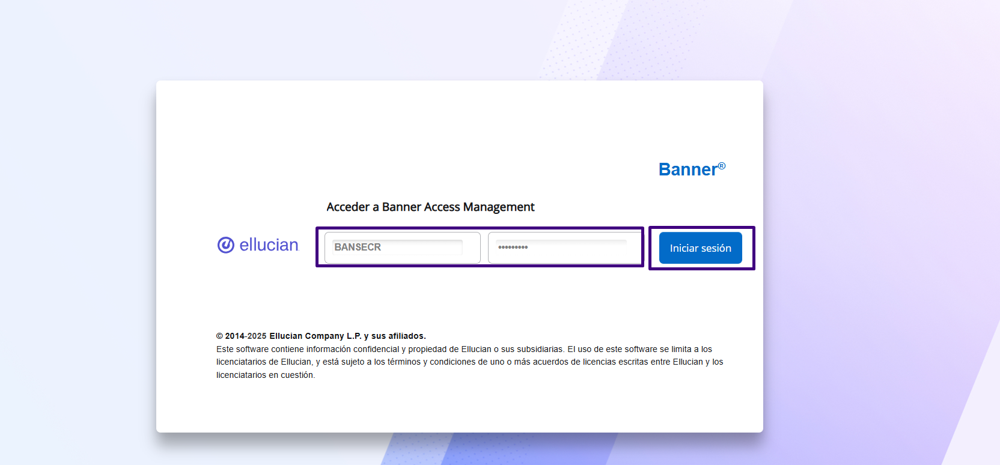 Banner®
Acceder a Banner Access Management
ellucian
BANSECR
•••••••••
Iniciar sesión
© 2014-2025 Ellucian Company L.P. y sus afiliados.
Este software contiene información confidencial y propiedad de Ellucian o sus subsidiarias. El uso de este software se limita a los
licenciatarios de Ellucian, y está sujeto a los términos y condiciones de uno o más acuerdos de licencias escritas entre Ellucian y los
licenciatarios en cuestión.